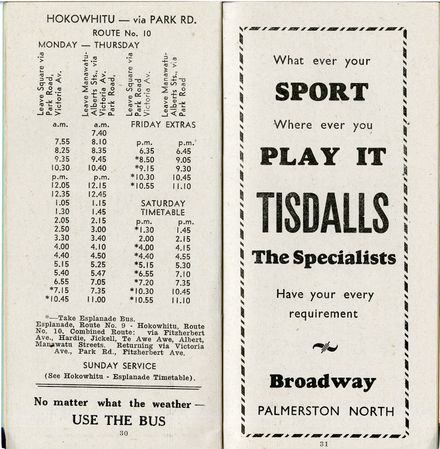 HOKOWHITU — via PARK RD.
ROUTE No. 10
MONDAY — THURSDAY
Leave Square via
Park Road,
Victoria Av.
Leave Manawatu-
Alberts Sts., via
Victoria Av.
Park Road.
Leave Square via
Park Road,
Victoria Av.
Leave Manawatu-
Alberts St., via
Park Road.
a.m. a.m.
7.40
7.55 8.10
8.25 8.35
9.35 9.45
10.30 10.40
p.m. p.m.
12.05 12.15
12.35 12.45
1.05 1.15
1.30 1.45
2.05 2.15
2.50 3.00
3.30 3.40
4.00 4.10
4.40 4.50
5.15 5.25
5.40 5.47
6.55 7.05
*7.15 7.35
*10.45 11.00
FRIDAY EXTRAS
p.m. p.m.
6.35 6.45
*8.50 9.05
*9.15 9.30
*10.30 10.45
*10.55 11.10
SATURDAY
TIMETABLE
p.m. p.m.
*1.30 1.45
2.00 2.15
*4.00 4.15
*4.40 4.55
*5.15 5.30
*6.55 7.10
*7.20 7.35
*10.30 10.45
*10.55 11.10
*—Take Esplanade Bus.
Esplanade, Route No. 9 - Hokowhitu, Route
No. 10, Combined Route: via Fitzherbert
Ave., Hardie, Jickell, Te Awe Awe, Albert,
Manawatu Streets. Returning via Victoria
Ave., Park Rd., Fitzherbert Ave.
SUNDAY SERVICE
(See Hokowhitu - Esplanade Timetable).
No matter what the weather —
USE THE BUS
30
What ever your
SPORT
Where ever you
PLAY IT
TISDALLS
The Specialists
Have your every
requirement
Broadway
PALMERSTON NORTH
31